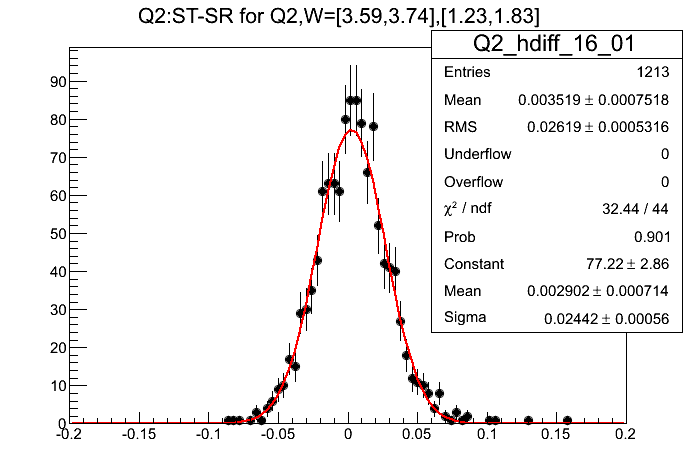 Q2:ST-SR for Q2,W=[3.59,3.74],[1.23,1.83]
Q2_hdiff_16_01
Entries 1213
Mean 0.003519 ± 0.0007518
RMS 0.02619 ± 0.0005316
Underflow 0
Overflow 0
χ² / ndf 32.44 / 44
Prob 0.901
Constant 77.22 ± 2.86
Mean 0.002902 ± 0.000714
Sigma 0.02442 ± 0.00056
90
80
70
60
50
40
30
20
10
0
-0.2 -0.15 -0.1 -0.05 0 0.05 0.1 0.15 0.2